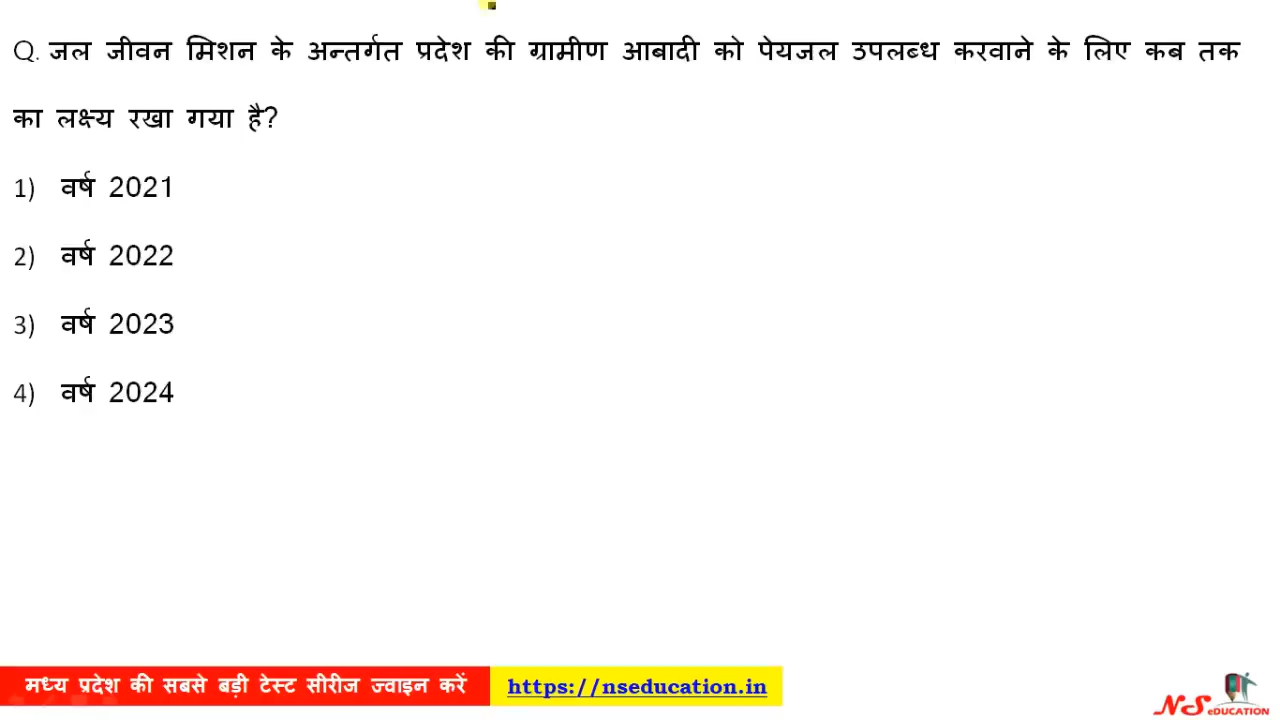 Q. जल जीवन मिशन के अन्तर्गत प्रदेश की ग्रामीण आबादी को पेयजल उपलब्ध करवाने के लिए कब तक
का लक्ष्य रखा गया है?
1) वर्ष 2021
2) वर्ष 2022
3) वर्ष 2023
4) वर्ष 2024
मध्य प्रदेश की सबसे बड़ी टेस्ट सीरीज ज्वाइन करें https://nseducation.in
NS eDUCATION